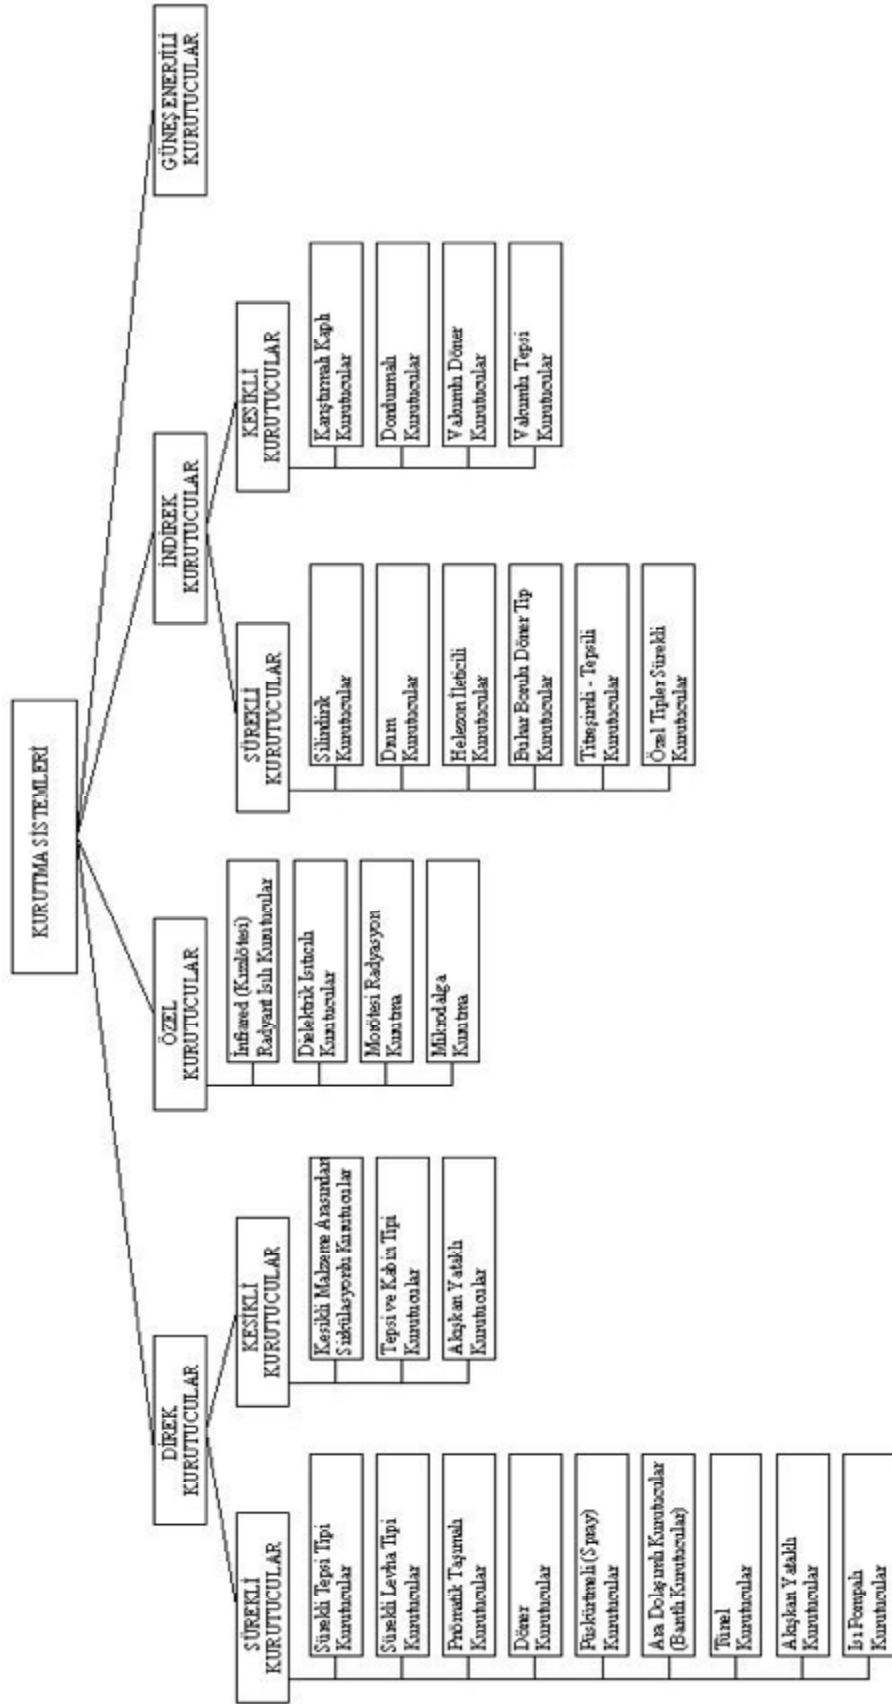 KURUTMA SİSTEMLERİ
DİREK
KURUTUCULAR
ÖZEL
KURUTUCULAR
İNDİREK
KURUTUCULAR
GÜNEŞ ENERJİLİ
KURUTUCULAR
SÜREKLİ
KURUTUCULAR
Sürekli Tepsi Tipi
Kurutucular
Sürekli Levha Tipi
Kurutucular
Pnömatik Taşımalı
Kurutucular
Döner
Kurutucular
Püskürtmeli (Spray)
Kurutucular
Ara Dolaşımlı Kurutucular
(Bantlı Kurutucular)
Tünel
Kurutucular
Akışkan Yataklı
Kurutucular
Isı Pompalı
Kurutucular
KESİKLİ
KURUTUCULAR
Kesikli Malzeme Arasından
Sirkülasyonlu Kurutucular
Tepsi ve Kabin Tipi
Kurutucular
Akışkan Yataklı
Kurutucular
İnfrared (Kızılötesi)
Radyant Isılı Kurutucular
Dielektrik Isıtıcılı
Kurutucular
Morötesi Radyasyon
Kurutma
Mikrodalga
Kurutma
SÜREKLİ
KURUTUCULAR
Silindirik
Kurutucular
Drum
Kurutucular
Helezon İleticili
Kurutucular
Buhar Borulu Döner Tip
Kurutucular
Titreşimli - Tepsili
Kurutucular
Özel Tipler Sürekli
Kurutucular
KESİKLİ
KURUTUCULAR
Karıştırmalı Kaplı
Kurutucular
Dondurmalı
Kurutucular
Vakumlu Döner
Kurutucular
Vakumlu Tepsi
Kurutucular